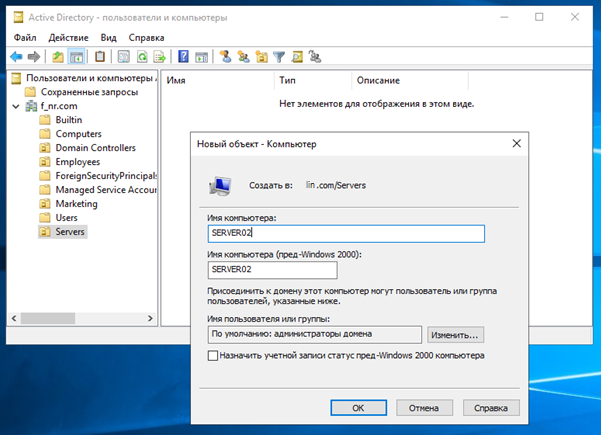 Active Directory - пользователи и компьютеры
Файл Действие Вид Справка
Пользователи и компьютеры
Сохраненные запросы
f_nr.com
Builtin
Computers
Domain Controllers
Employees
ForeignSecurityPrincipals
Managed Service Accou
Marketing
Users
Servers
Имя Тип Описание
Нет элементов для отображения в этом виде.
Новый объект - Компьютер
Создать в: lin .com/Servers
Имя компьютера:
SERVER02
Имя компьютера (пред-Windows 2000):
SERVER02
Присоединить к домену этот компьютер могут пользователь или группа
пользователей, указанные ниже.
Имя пользователя или группы:
По умолчанию: администраторы домена
Изменить...
Назначить учетной записи статус пред-Windows 2000 компьютера
OK Отмена Справка